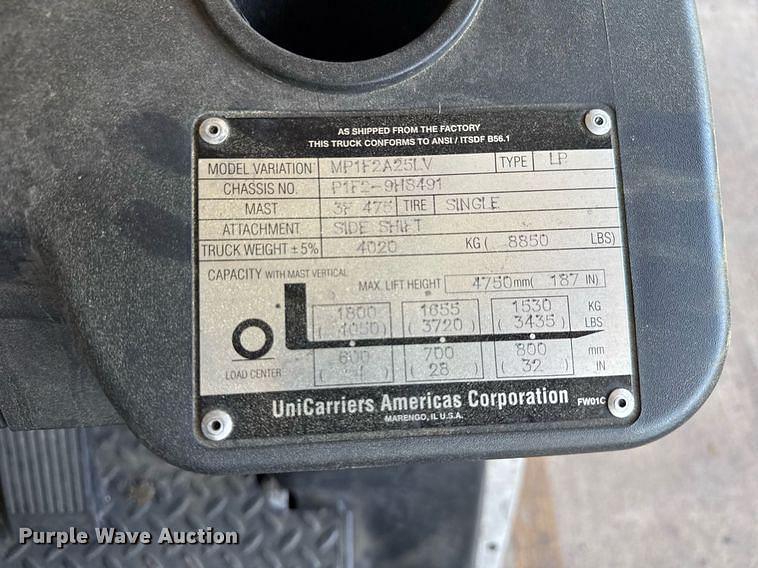 AS SHIPPED FROM THE FACTORY
THIS TRUCK CONFORMS TO ANSI / ITSDF B56.1
MODEL VARIATION MP1F2A25LV TYPE LP
CHASSIS NO. P1F2-9H8491
MAST 3F 475 TIRE SINGLE
ATTACHMENT SIDE SHIFT
TRUCK WEIGHT ±5% 4020 KG ( 8850 LBS)
CAPACITY WITH MAST VERTICAL
MAX. LIFT HEIGHT 4750mm( 187 IN)
1800 1655 1530 KG
( 4050) ( 3720 ) ( 3435 ) LBS
600 700 800 mm
( ) ( 28 ) ( 32 ) IN
LOAD CENTER
UniCarriers Americas Corporation FW01C
MARENGO, IL U.S.A.
Purple Wave Auction